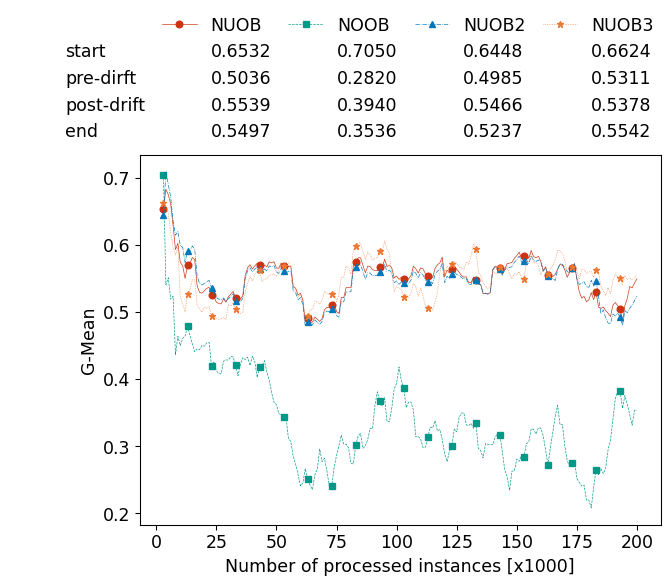 NUOB NOOB NUOB2 NUOB3
start 0.6532 0.7050 0.6448 0.6624
pre-dirft 0.5036 0.2820 0.4985 0.5311
post-drift 0.5539 0.3940 0.5466 0.5378
end 0.5497 0.3536 0.5237 0.5542
0.7
0.6
0.5
0.4
0.3
0.2
G-Mean
0 25 50 75 100 125 150 175 200
Number of processed instances [x1000]